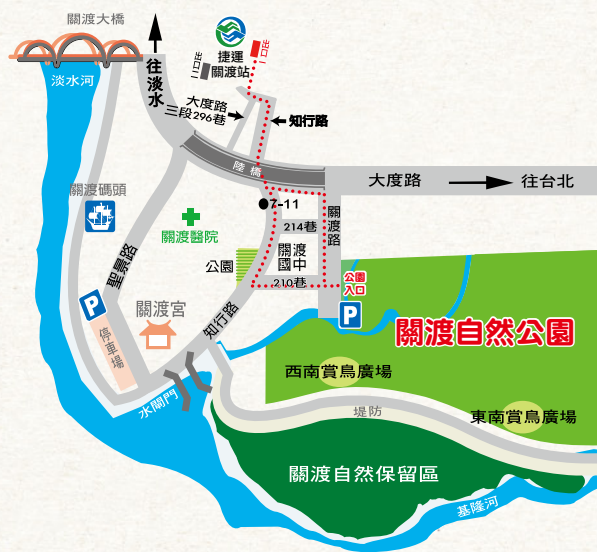 關渡大橋
淡水河
往淡水
捷運
關渡站
出口一
出口二
大度路
三段296巷
知行路
陸橋
大度路
往台北
關渡碼頭
7-11
關渡醫院
214巷
關渡路
關渡
國中
公園
聖景路
210巷
公園
入口
P
P
關渡宮
知行路
停車場
關渡自然公園
西南賞鳥廣場
東南賞鳥廣場
堤防
水閘門
關渡自然保留區
基隆河